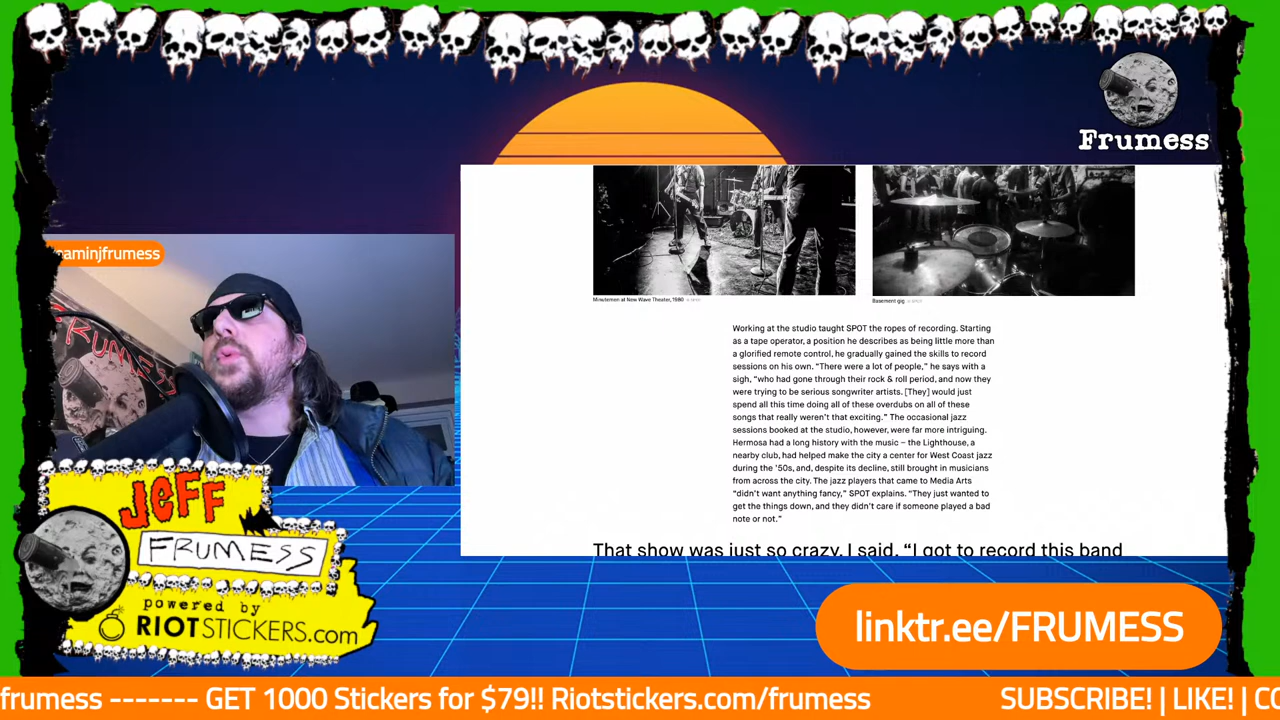 Frumess
naminjfrumess
FRUMESS
Minutemen at New Wave Theater, 1980
Basement gig
Working at the studio taught SPOT the ropes of recording. Starting
as a tape operator, a position he describes as being little more than
a glorified remote control, he gradually gained the skills to record
sessions on his own. “There were a lot of people,” he says with a
sigh, “who had gone through their rock & roll period, and now they
were trying to be serious songwriter artists. [They] would just
spend all this time doing all of these overdubs on all of these
songs that really weren’t that exciting.” The occasional jazz
sessions booked at the studio, however, were far more intriguing.
Hermosa had a long history with the music – the Lighthouse, a
nearby club, had helped make the city a center for West Coast jazz
during the ’50s, and, despite its decline, still brought in musicians
from across the city. The jazz players that came to Media Arts
“didn’t want anything fancy,” SPOT explains. “They just wanted to
get the things down, and they didn’t care if someone played a bad
note or not.”
That show was just so crazy. I said, “I got to record this band
JEFF
FRUMESS
powered by
RIOTSTICKERS.com
linktr.ee/FRUMESS
frumess ------- GET 1000 Stickers for $79!! Riotstickers.com/frumess SUBSCRIBE! | LIKE! | CO